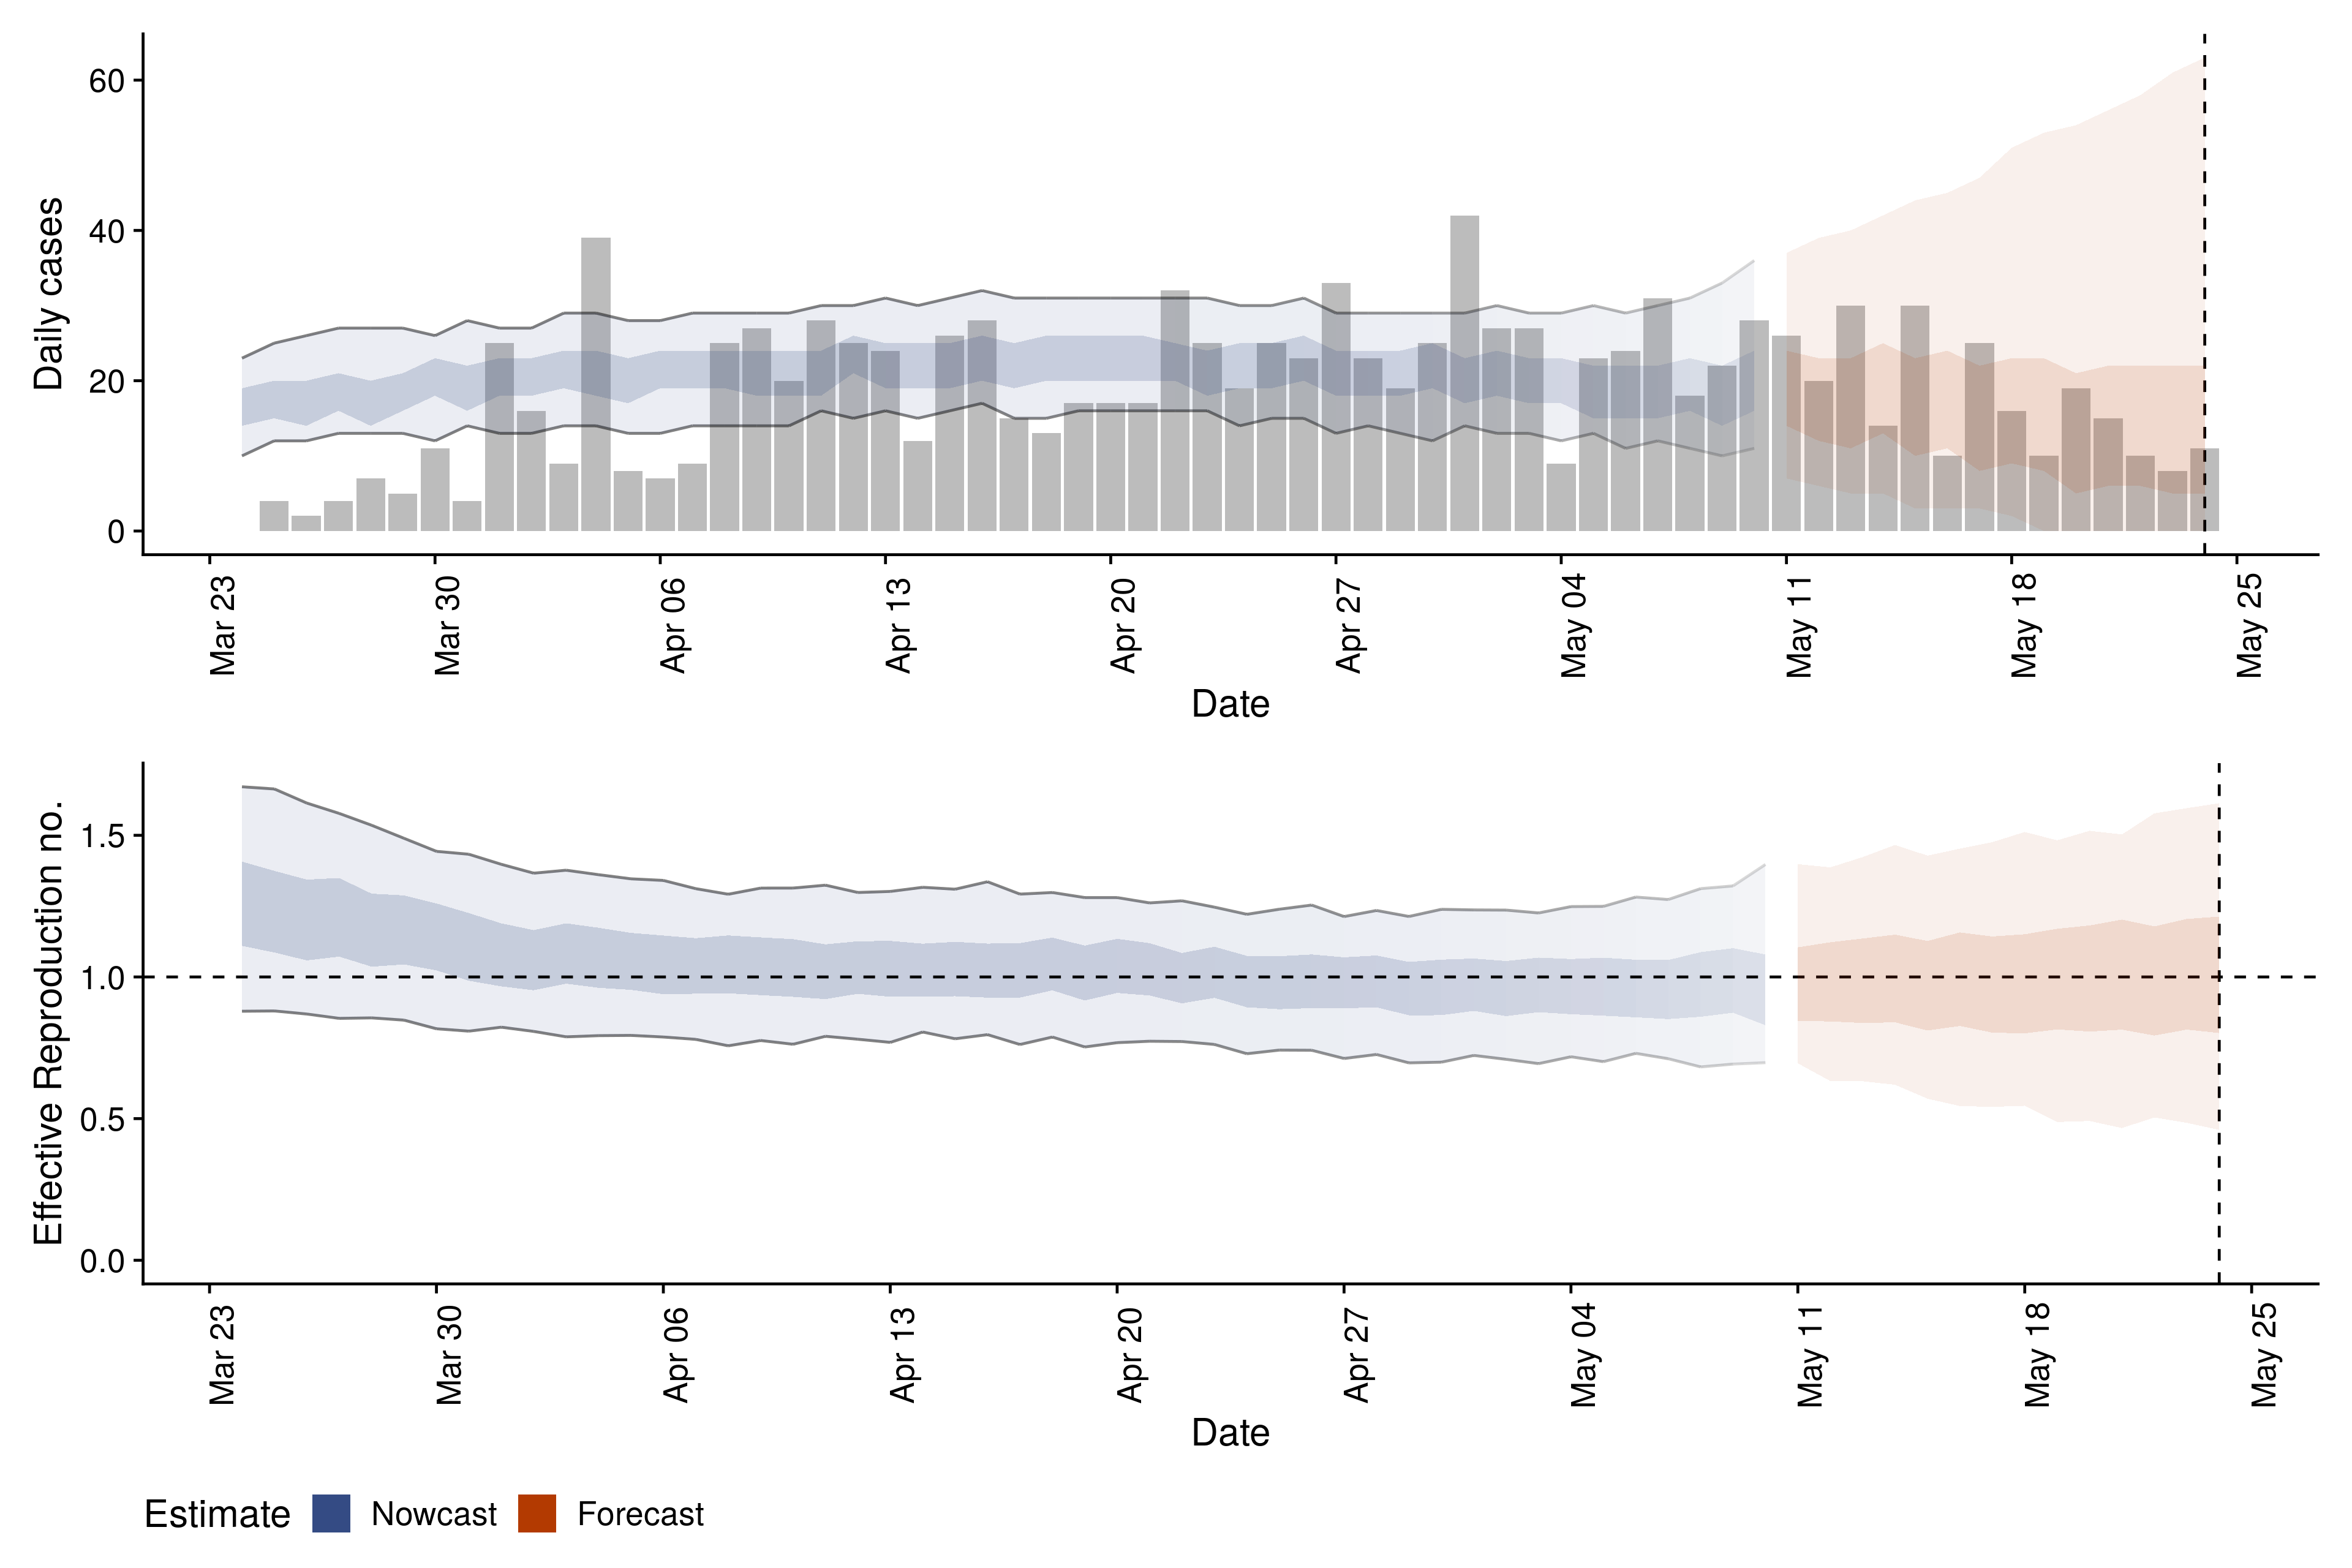 Daily cases
60
40
20
0
Mar 23
Mar 30
Apr 06
Apr 13
Apr 20
Apr 27
May 04
May 11
May 18
May 25
Date
Effective Reproduction no.
1.5
1.0
0.5
0.0
Mar 23
Mar 30
Apr 06
Apr 13
Apr 20
Apr 27
May 04
May 11
May 18
May 25
Date
Estimate Nowcast Forecast